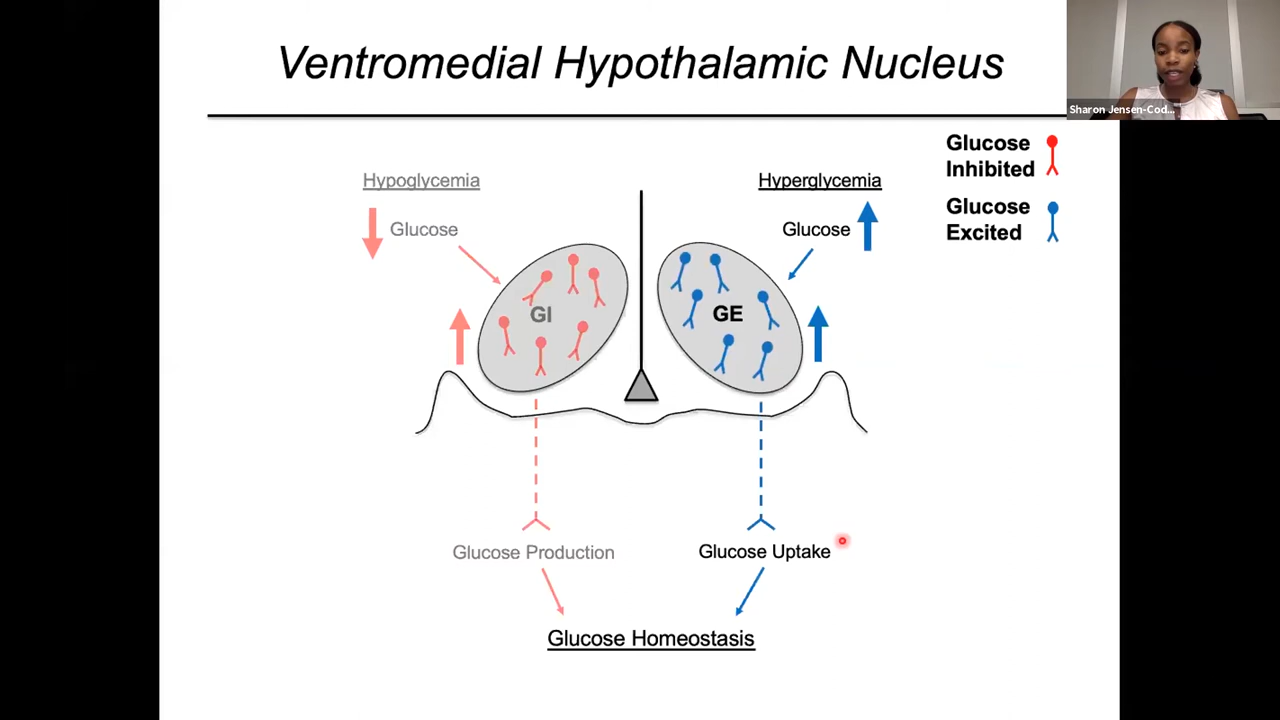 Ventromedial Hypothalamic Nucleus
Sharon Jensen-Cod...
Glucose
Inhibited
Glucose
Excited
Hypoglycemia
Glucose
Hyperglycemia
Glucose
GI
GE
Glucose Production
Glucose Uptake
Glucose Homeostasis